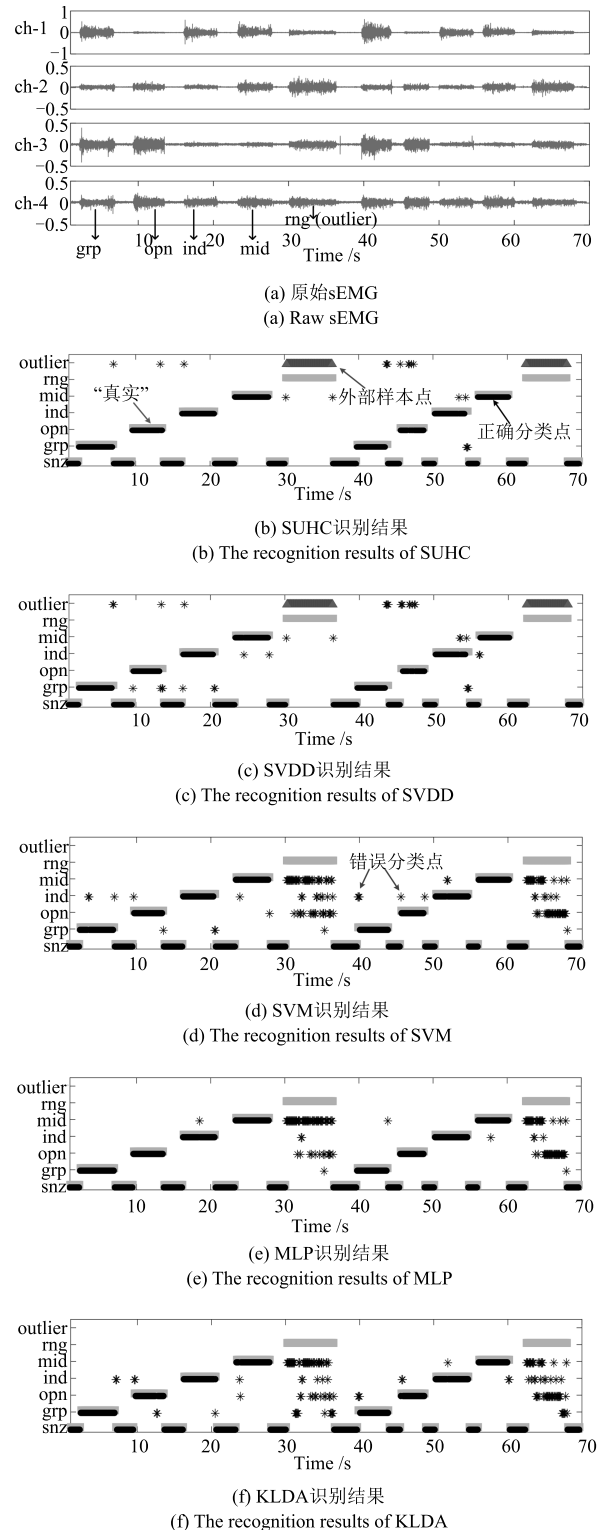 1
ch-1 0
−1
0.5
ch-2 0
−0.5
0.5
ch-3 0
−0.5
0.5
ch-4 0
−0.5
rng (outlier)
10 20 30 40 50 60 70
grp opn ind mid
Time /s
(a) 原始sEMG
(a) Raw sEMG
outlier
rng
mid
ind
opn
grp
snz
“真实”
外部样本点
正确分类点
10 20 30 40 50 60 70
Time /s
(b) SUHC识别结果
(b) The recognition results of SUHC
outlier
rng
mid
ind
opn
grp
snz
10 20 30 40 50 60 70
Time /s
(c) SVDD识别结果
(c) The recognition results of SVDD
outlier
rng
mid
ind
opn
grp
snz
错误分类点
10 20 30 40 50 60 70
Time /s
(d) SVM识别结果
(d) The recognition results of SVM
outlier
rng
mid
ind
opn
grp
snz
10 20 30 40 50 60 70
Time /s
(e) MLP识别结果
(e) The recognition results of MLP
outlier
rng
mid
ind
opn
grp
snz
10 20 30 40 50 60 70
Time /s
(f) KLDA识别结果
(f) The recognition results of KLDA